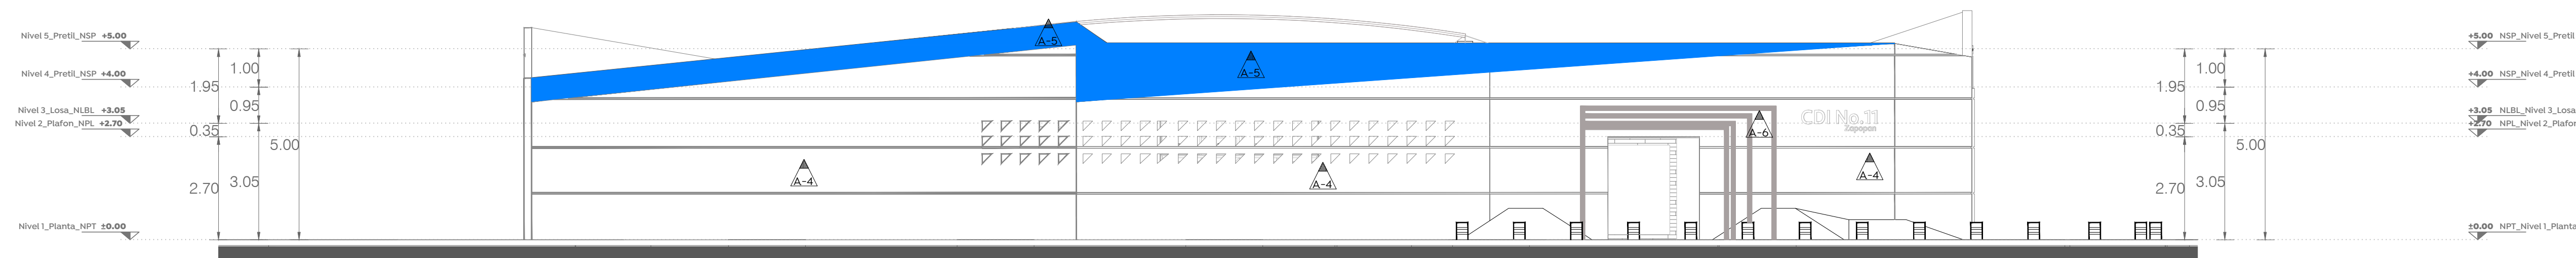 Nivel 5_Pretil_NSP +5.00
Nivel 4_Pretil_NSP +4.00
Nivel 3_Losa_NLBL +3.05
Nivel 2_Plafon_NPL +2.70
Nivel 1_Planta_NPT ±0.00
1.95
0.35
2.70
1.00
0.95
3.05
5.00
A-5
A-5
A-4
A-4
A-6
A-4
CDI No.11
Zapopan
1.95
0.35
2.70
1.00
0.95
3.05
5.00
+5.00 NSP_Nivel 5_Pretil
+4.00 NSP_Nivel 4_Pretil
+3.05 NLBL_Nivel 3_Losa
+2.70 NPL_Nivel 2_Plafon
±0.00 NPT_Nivel 1_Planta